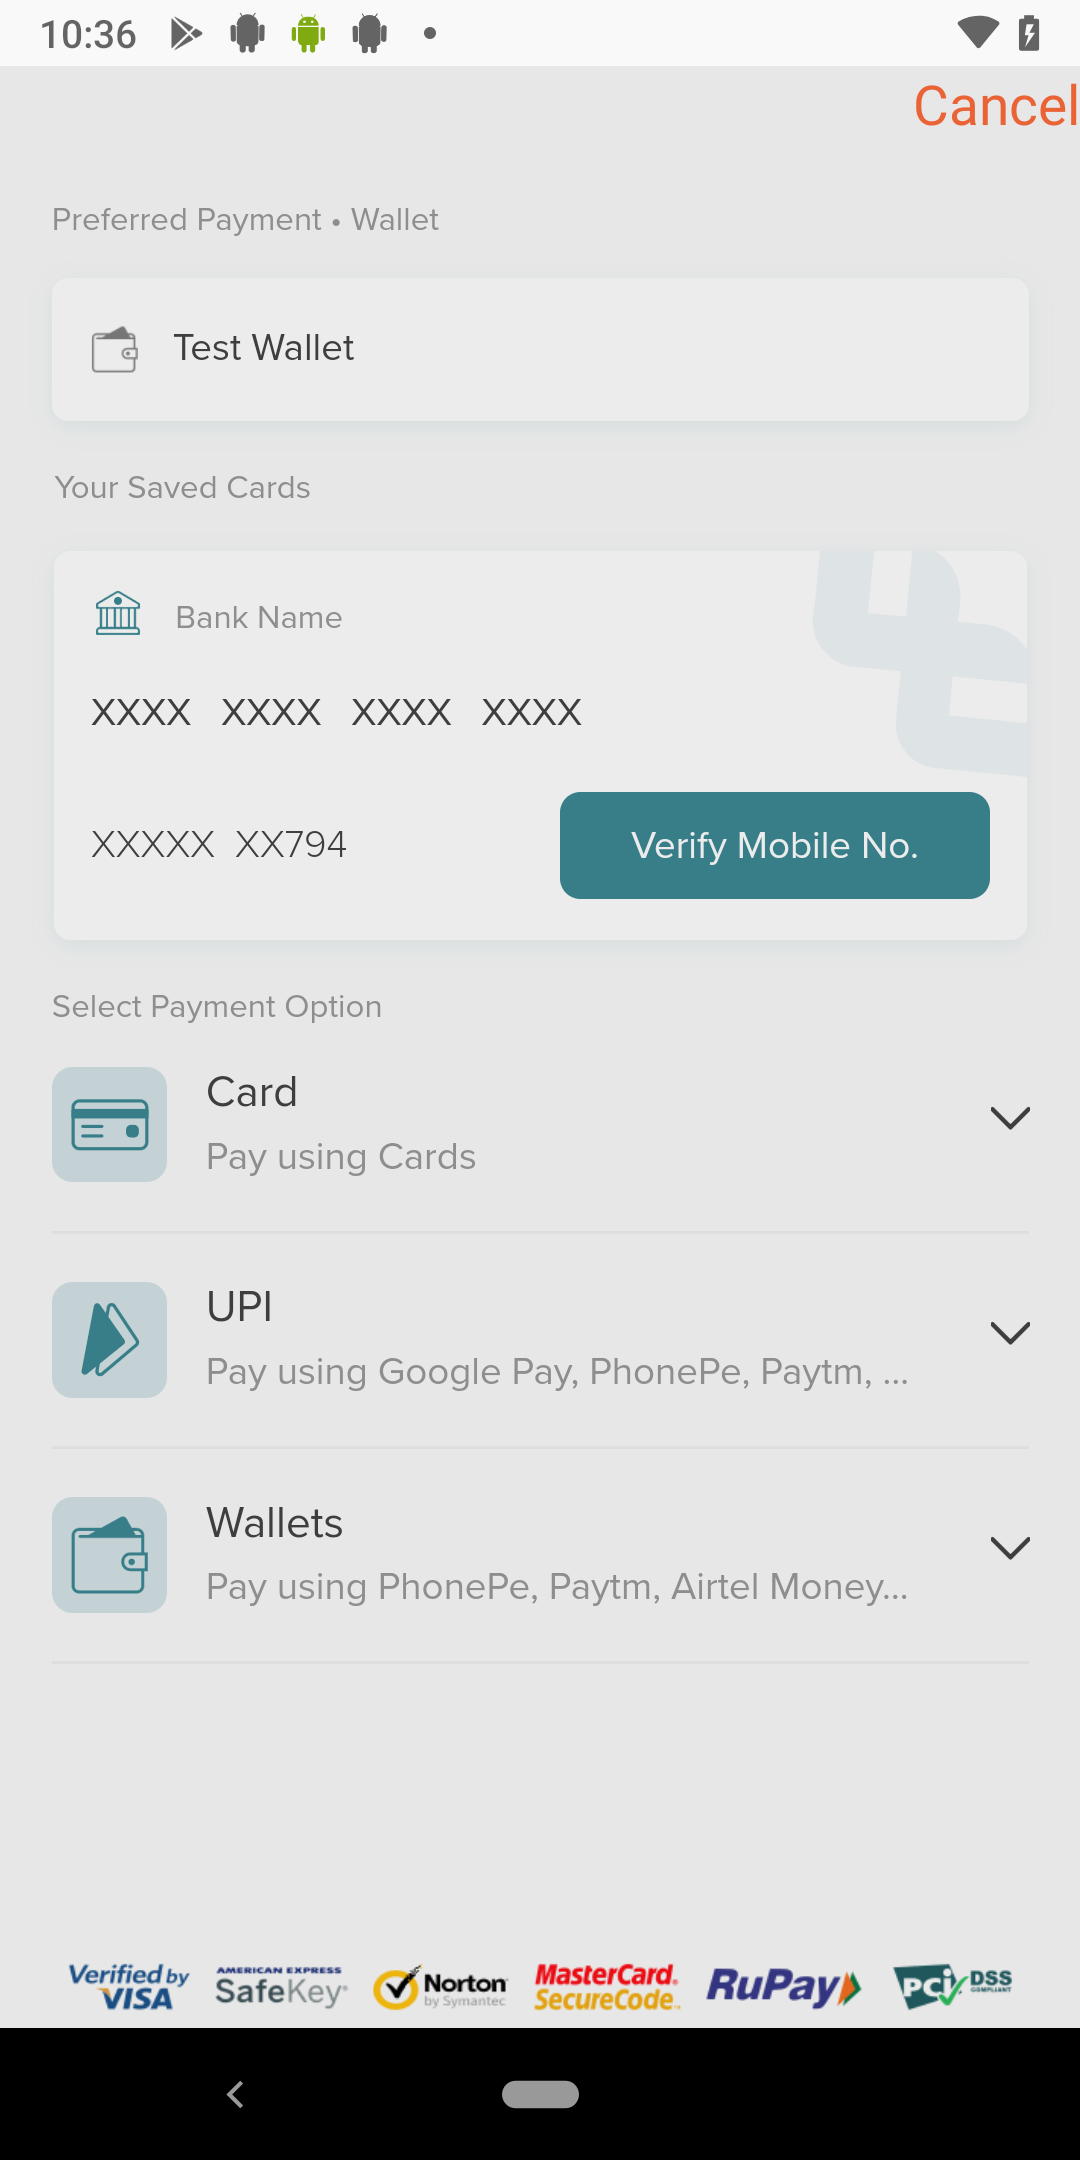 10:36
Cancel
Preferred Payment • Wallet
Test Wallet
Your Saved Cards
Bank Name
XXXX XXXX XXXX XXXX
XXXXX XX794
Verify Mobile No.
Select Payment Option
Card
Pay using Cards
UPI
Pay using Google Pay, PhonePe, Paytm, ...
Wallets
Pay using PhonePe, Paytm, Airtel Money...
Verified by VISA
AMERICAN EXPRESS SafeKey
Norton by Symantec
MasterCard. SecureCode.
RuPay
PCI DSS COMPLIANT